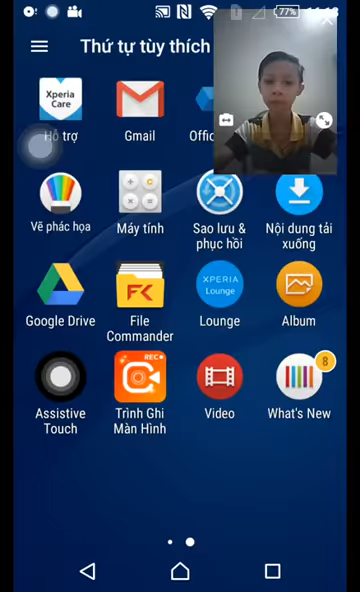 77%
Thứ tự tùy thích
Xperia
Care
Hỗ trợ
Gmail
Vẽ phác họa
Máy tính
Sao lưu &
phục hồi
Nội dung tải
xuống
Google Drive
FK
File
Commander
XPERIA
Lounge
Lounge
Album
REC
8
Assistive
Touch
Trình Ghi
Màn Hình
Video
What's New